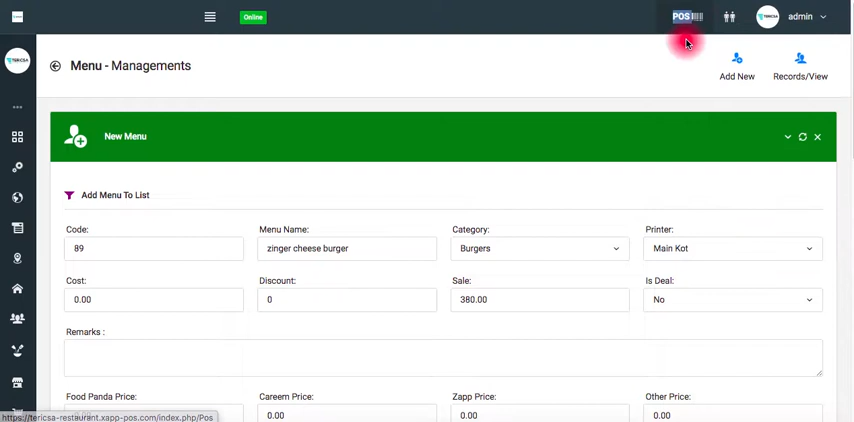 Online
POS
TERICSA
admin
TERICSA
Menu - Managements
Add New
Records/View
New Menu
Add Menu To List
Code:
Menu Name:
Category:
Printer:
89
zinger cheese burger
Burgers
Main Kot
Cost:
Discount:
Sale:
Is Deal:
0.00
0
380.00
No
Remarks :
Food Panda Price:
Careem Price:
Zapp Price:
Other Price:
0.00
0.00
0.00
https://tericsa-restaurant.xapp-pos.com/index.php/Pos